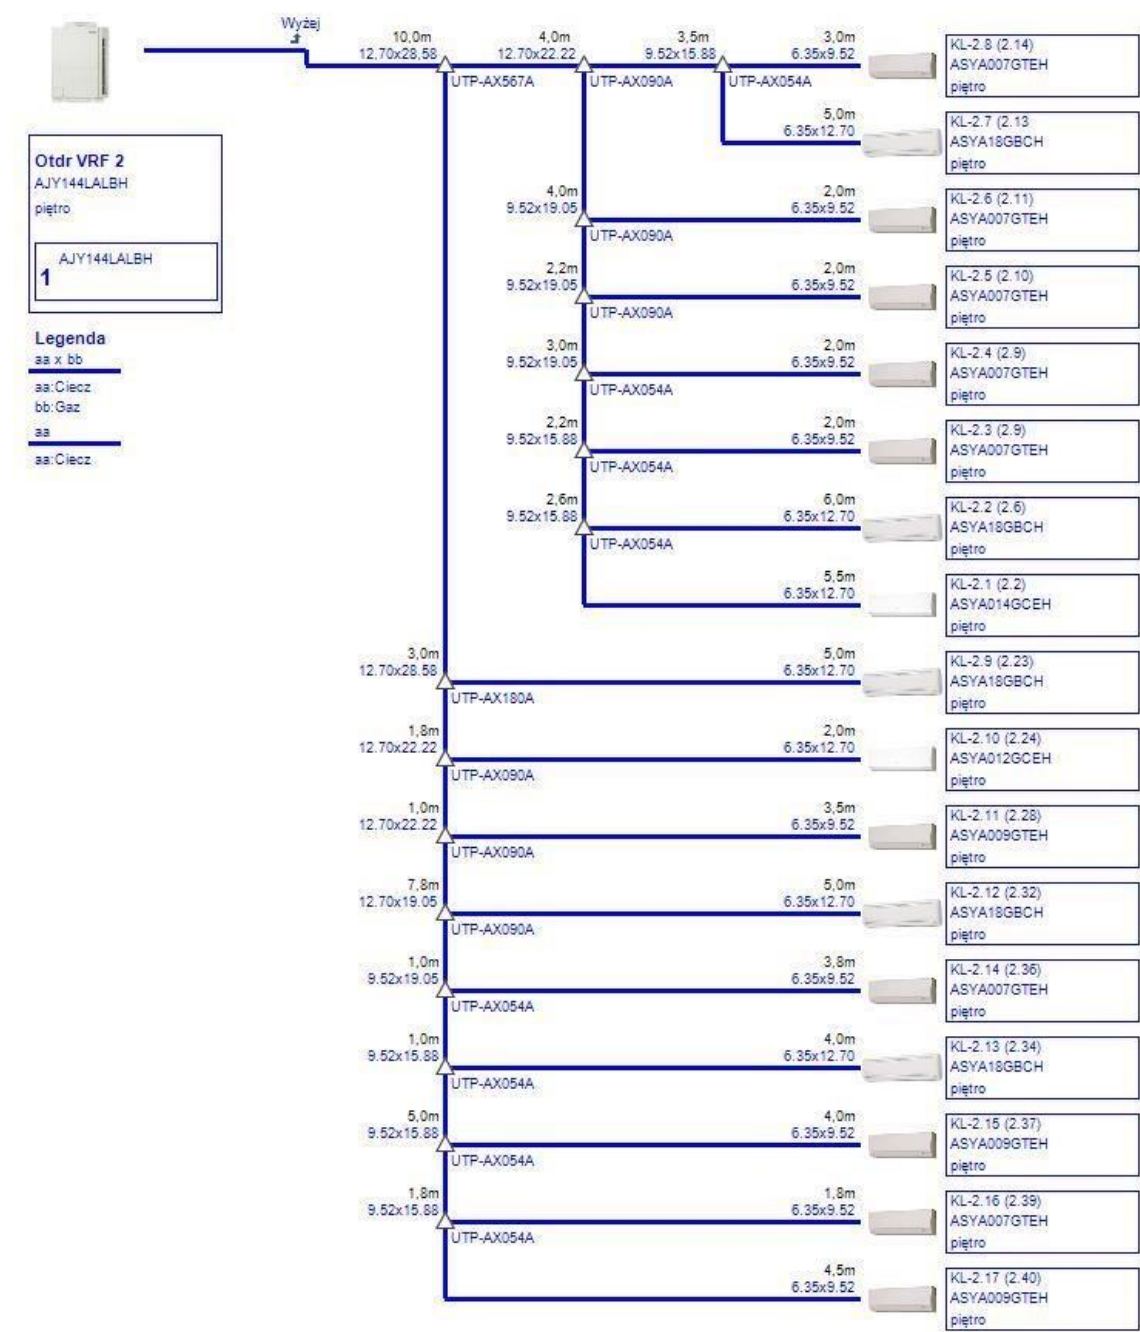 Wyżej
10,0m
12.70x28.58
4,0m
12.70x22.22
3,5m
9.52x15.88
3,0m
6.35x9.52
UTP-AX567A
UTP-AX090A
UTP-AX054A
KL-2.8 (2.14)
ASYA007GTEH
piętro
5,0m
6.35x12.70
KL-2.7 (2.13
ASYA18GBCH
piętro
Otdr VRF 2
AJY144LALBH
piętro
AJY144LALBH
1
Legenda
aa x bb
aa:Ciecz
bb:Gaz
aa
aa:Ciecz
4,0m
9.52x19.05
UTP-AX090A
2,0m
6.35x9.52
KL-2.6 (2.11)
ASYA007GTEH
piętro
2,2m
9.52x19.05
UTP-AX090A
2,0m
6.35x9.52
KL-2.5 (2.10)
ASYA007GTEH
piętro
3,0m
9.52x19.05
UTP-AX054A
2,0m
6.35x9.52
KL-2.4 (2.9)
ASYA007GTEH
piętro
2,2m
9.52x15.88
UTP-AX054A
2,0m
6.35x9.52
KL-2.3 (2.9)
ASYA007GTEH
piętro
2,6m
9.52x15.88
UTP-AX054A
6,0m
6.35x12.70
KL-2.2 (2.6)
ASYA18GBCH
piętro
5,5m
6.35x12.70
KL-2.1 (2.2)
ASYA014GCEH
piętro
3,0m
12.70x28.58
UTP-AX180A
5,0m
6.35x12.70
KL-2.9 (2.23)
ASYA18GBCH
piętro
1,8m
12.70x22.22
UTP-AX090A
2,0m
6.35x12.70
KL-2.10 (2.24)
ASYA012GCEH
piętro
1,0m
12.70x22.22
UTP-AX090A
3,5m
6.35x9.52
KL-2.11 (2.28)
ASYA009GTEH
piętro
7,8m
12.70x19.05
UTP-AX090A
5,0m
6.35x12.70
KL-2.12 (2.32)
ASYA18GBCH
piętro
1,0m
9.52x19.05
UTP-AX054A
3,8m
6.35x9.52
KL-2.14 (2.36)
ASYA007GTEH
piętro
1,0m
9.52x15.88
UTP-AX054A
4,0m
6.35x12.70
KL-2.13 (2.34)
ASYA18GBCH
piętro
5,0m
9.52x15.88
UTP-AX054A
4,0m
6.35x9.52
KL-2.15 (2.37)
ASYA009GTEH
piętro
1,8m
9.52x15.88
UTP-AX054A
1,8m
6.35x9.52
KL-2.16 (2.39)
ASYA007GTEH
piętro
4,5m
6.35x9.52
KL-2.17 (2.40)
ASYA009GTEH
piętro